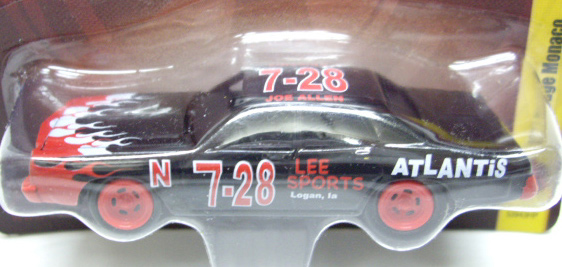 7-28
JOE ALLEN
N
7-28
LEE
SPORTS
Logan, Ia
ATLANTiS
Monaco